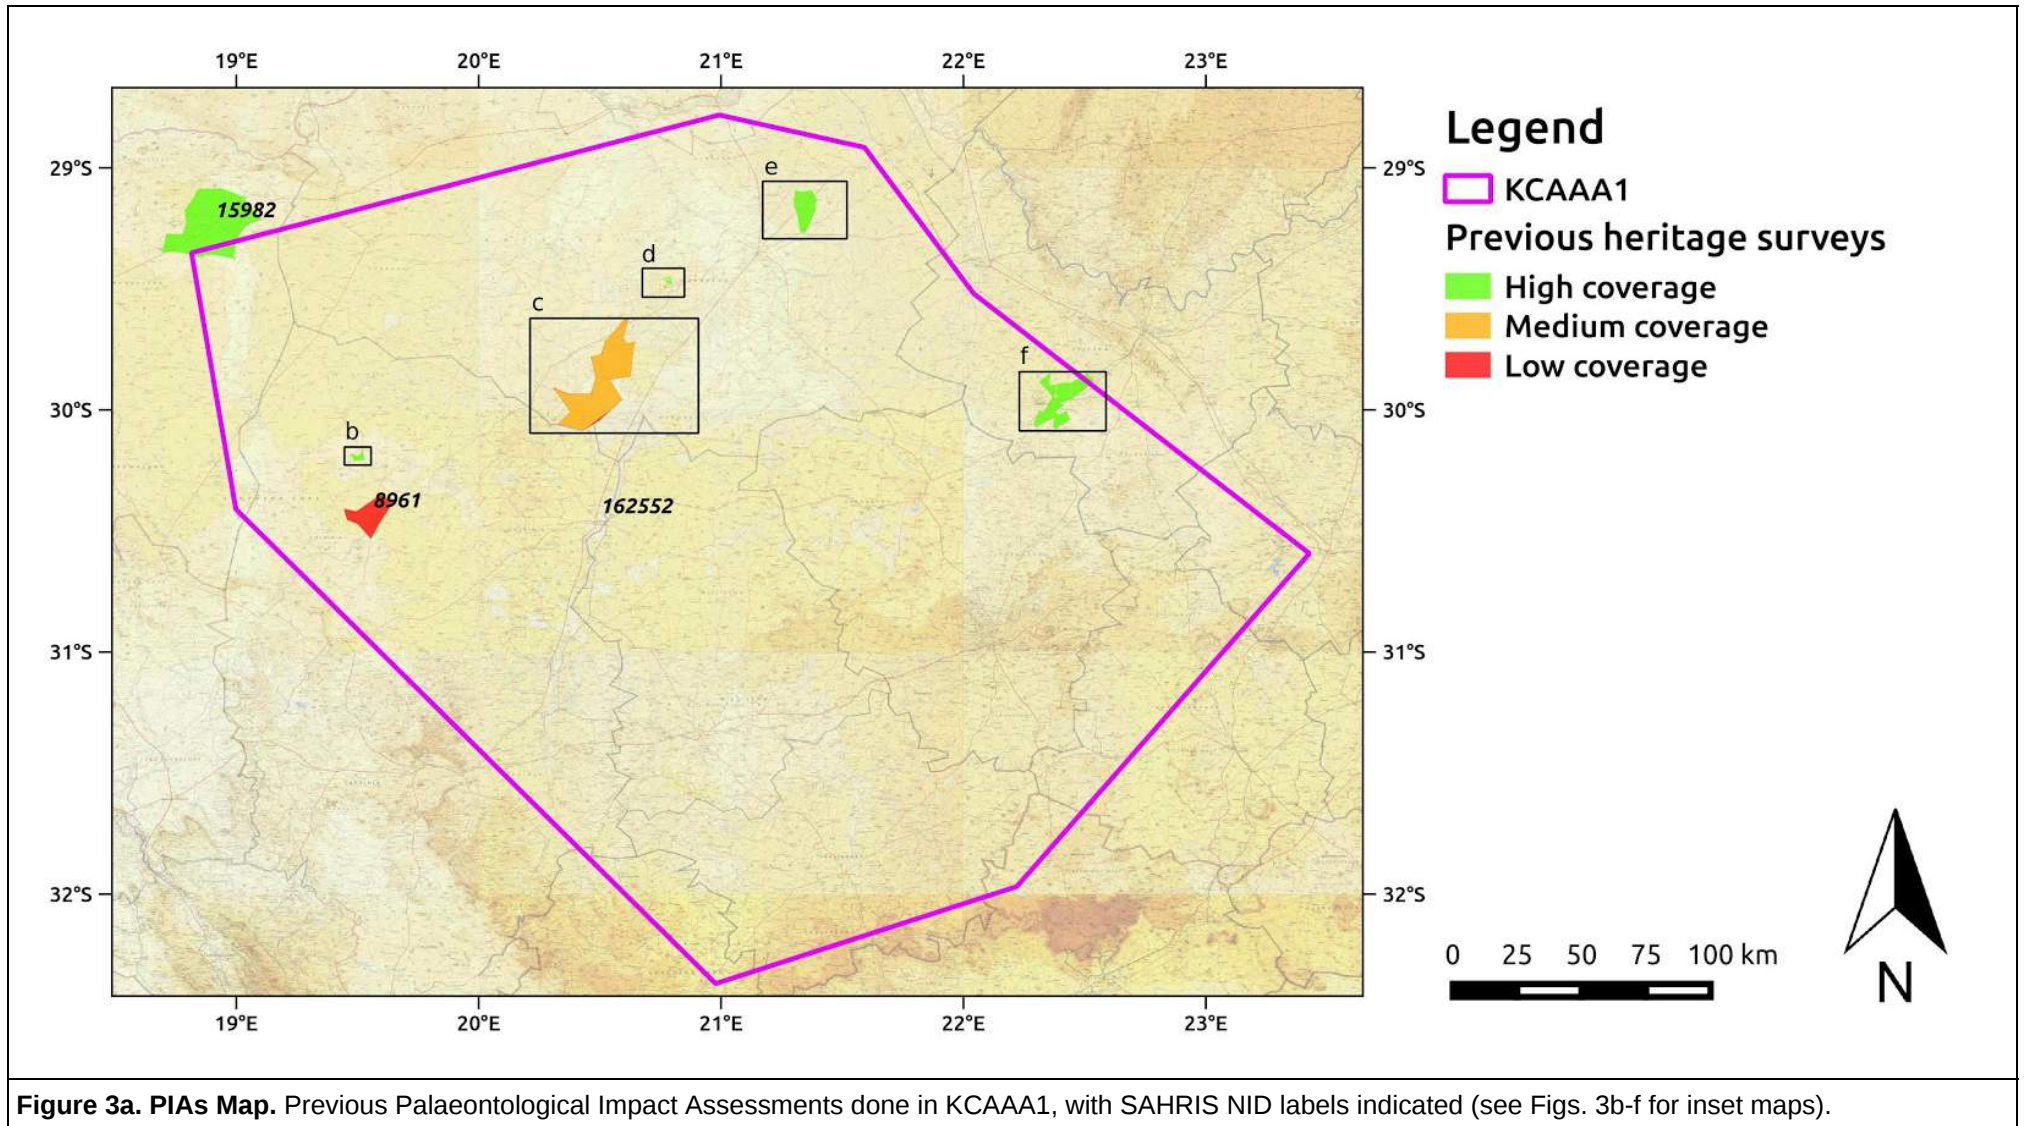 19°E 20°E 21°E 22°E 23°E
29°S 29°S
e
15982
d
c
f
30°S 30°S
b
8961
162552
31°S 31°S
32°S 32°S
19°E 20°E 21°E 22°E 23°E
Legend
KCAAA1
Previous heritage surveys
High coverage
Medium coverage
Low coverage
0 25 50 75 100 km
N
Figure 3a. PIAs Map. Previous Palaeontological Impact Assessments done in KCAAA1, with SAHRIS NID labels indicated (see Figs. 3b-f for inset maps).